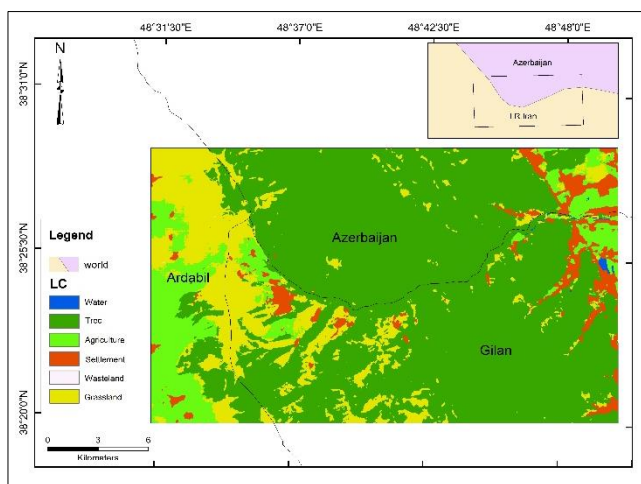 48°31'30"E 48°37'0"E 48°42'30"E 48°48'0"E
N
38°31'0"N
Azerbaijan
I.R.Iran
38°25'30"N
Azerbaijan
Legend
world
Ardabil
LC
Water
Tree
Agriculture
Gilan
Settlement
Wasteland
Grassland
38°20'0"N
0 3 6
Kilometers